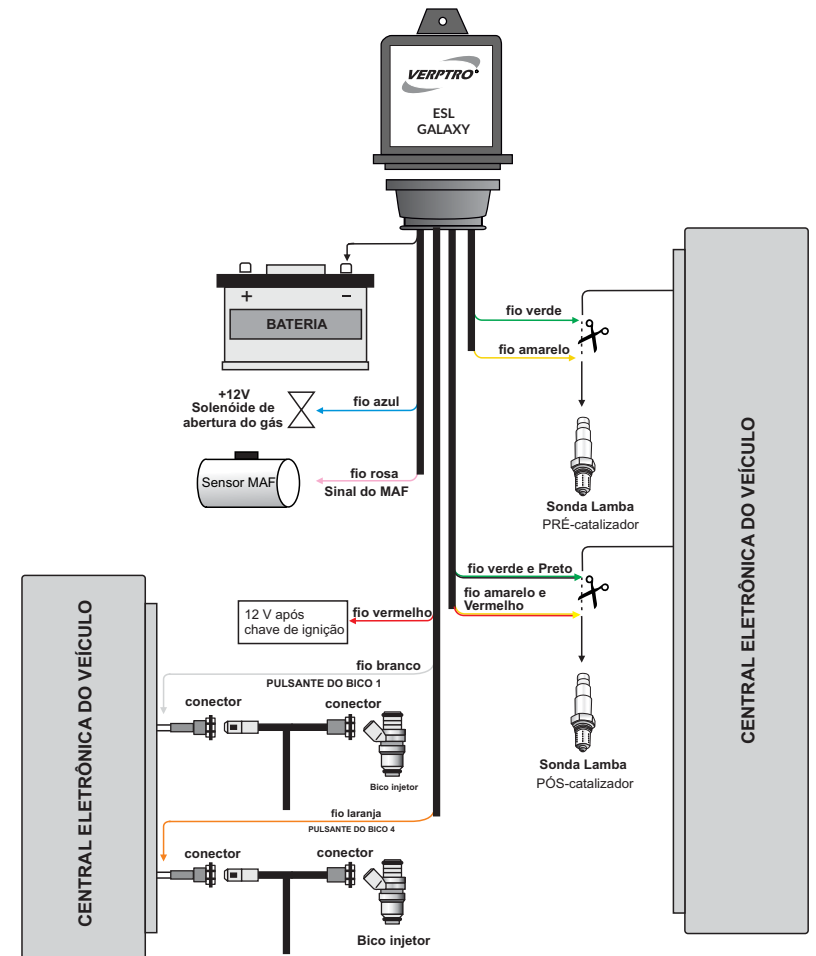 VERPTRO
ESL
GALAXY
+
−
BATERIA
fio verde
fio amarelo
+12V
Solenóide de
abertura do gás
fio azul
Sensor MAF
fio rosa
Sinal do MAF
Sonda Lamba
PRÉ-catalizador
CENTRAL ELETRÔNICA DO VEÍCULO
fio verde e Preto
fio amarelo e
Vermelho
12 V após
chave de ignição
fio vermelho
fio branco
PULSANTE DO BICO 1
conector
conector
Bico injetor
Sonda Lamba
PÓS-catalizador
CENTRAL ELETRÔNICA DO VEÍCULO
fio laranja
PULSANTE DO BICO 4
conector
conector
Bico injetor